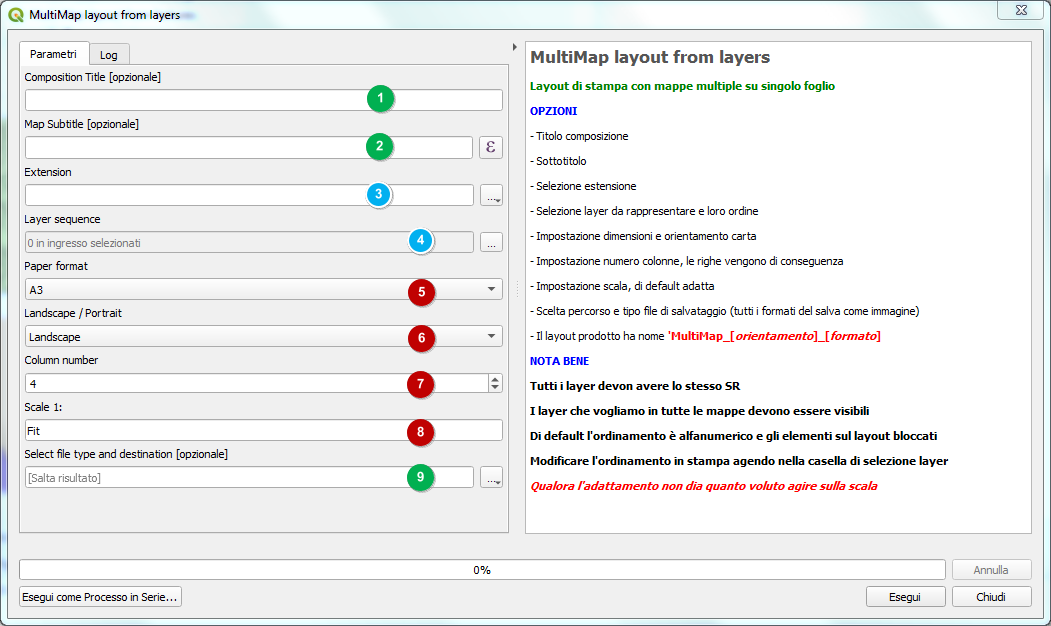 MultiMap layout from layers
Parametri
Log
Composition Title [opzionale]
1
Map Subtitle [opzionale]
2
ε
Extension
3
...
Layer sequence
0 in ingresso selezionati
4
...
Paper format
A3
5
Landscape / Portrait
Landscape
6
Column number
4
7
Scale 1:
Fit
8
Select file type and destination [opzionale]
[Salta risultato]
9
...
MultiMap layout from layers
Layout di stampa con mappe multiple su singolo foglio
OPZIONI
- Titolo composizione
- Sottotitolo
- Selezione estensione
- Selezione layer da rappresentare e loro ordine
- Impostazione dimensioni e orientamento carta
- Impostazione numero colonne, le righe vengono di conseguenza
- Impostazione scala, di default adatta
- Scelta percorso e tipo file di salvataggio (tutti i formati del salva come immagine)
- Il layout prodotto ha nome 'MultiMap_[orientamento]_[formato]
NOTA BENE
Tutti i layer devon avere lo stesso SR
I layer che vogliamo in tutte le mappe devono essere visibili
Di default l'ordinamento è alfanumerico e gli elementi sul layout bloccati
Modificare l'ordinamento in stampa agendo nella casella di selezione layer
Qualora l'adattamento non dia quanto voluto agire sulla scala
0%
Annulla
Esegui come Processo in Serie...
Esegui
Chiudi